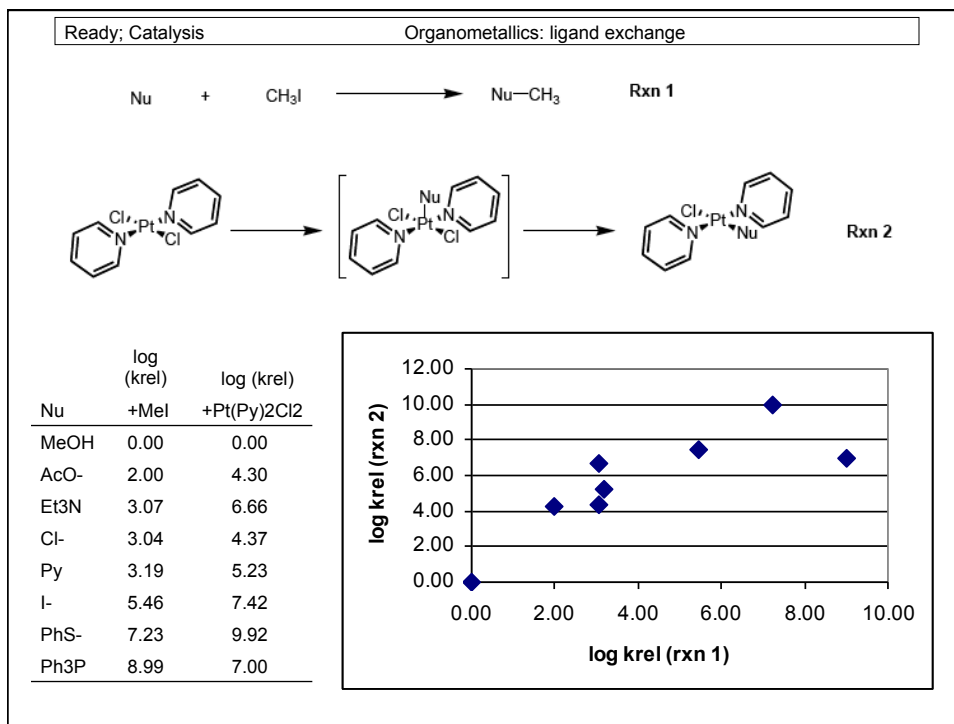 Ready; Catalysis Organometallics: ligand exchange
Nu + CH3I Nu—CH3 Rxn 1
Cl N Pt N Cl
Nu Cl N Pt N Cl
Cl N Pt N Nu
Rxn 2
log (krel) log (krel)
Nu +MeI +Pt(Py)2Cl2
MeOH 0.00 0.00
AcO- 2.00 4.30
Et3N 3.07 6.66
Cl- 3.04 4.37
Py 3.19 5.23
I- 5.46 7.42
PhS- 7.23 9.92
Ph3P 8.99 7.00
log krel (rxn 2)
12.00
10.00
8.00
6.00
4.00
2.00
0.00
0.00 2.00 4.00 6.00 8.00 10.00
log krel (rxn 1)